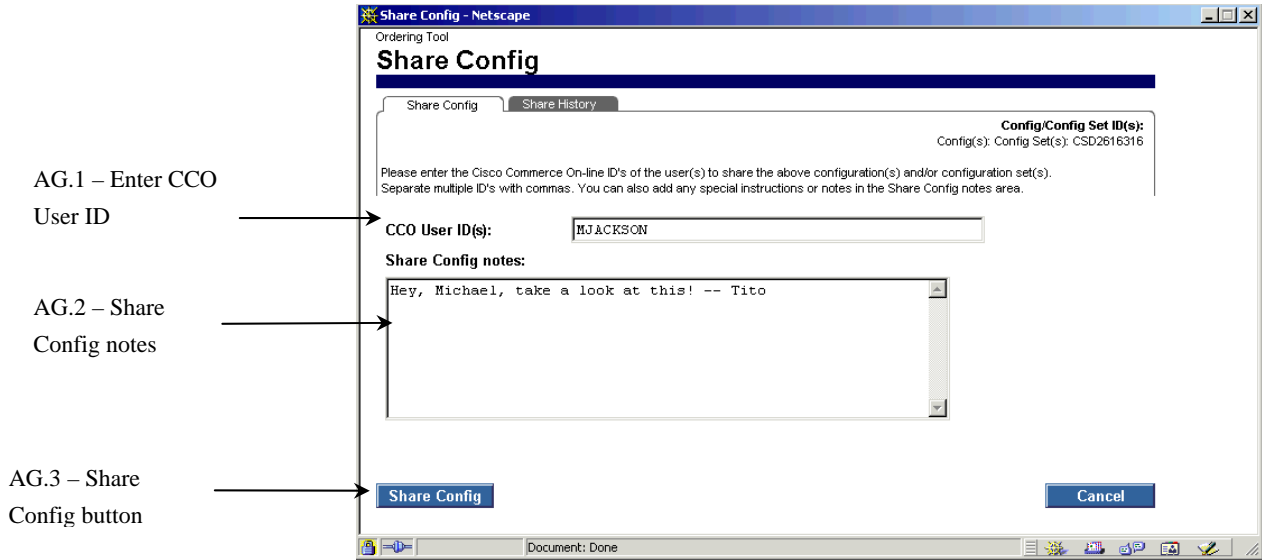 Share Config - Netscape
Ordering Tool
Share Config
Share Config
Share History
Config/Config Set ID(s):
Config(s): Config Set(s): CSD2616316
Please enter the Cisco Commerce On-line ID's of the user(s) to share the above configuration(s) and/or configuration set(s).
Separate multiple ID's with commas. You can also add any special instructions or notes in the Share Config notes area.
AG.1 – Enter CCO
User ID
CCO User ID(s):
MJACKSON
Share Config notes:
Hey, Michael, take a look at this! -- Tito
AG.2 – Share
Config notes
AG.3 – Share
Config button
Share Config
Cancel
Document: Done